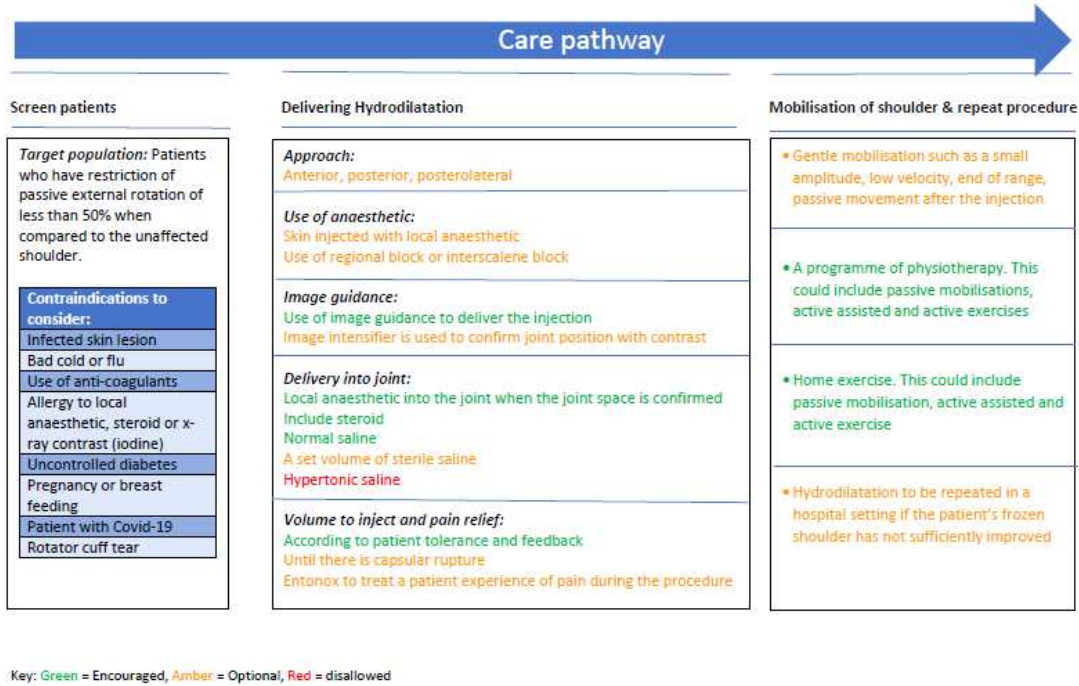 Care pathway
Screen patients
Target population: Patients
who have restriction of
passive external rotation of
less than 50% when
compared to the unaffected
shoulder.
Contraindications to
consider:
Infected skin lesion
Bad cold or flu
Use of anti-coagulants
Allergy to local
anaesthetic, steroid or x-
ray contrast (iodine)
Uncontrolled diabetes
Pregnancy or breast
feeding
Patient with Covid-19
Rotator cuff tear
Delivering Hydrodilatation
Approach:
Anterior, posterior, posterolateral
Use of anaesthetic:
Skin injected with local anaesthetic
Use of regional block or interscalene block
Image guidance:
Use of image guidance to deliver the injection
Image intensifier is used to confirm joint position with contrast
Delivery into joint:
Local anaesthetic into the joint when the joint space is confirmed
Include steroid
Normal saline
A set volume of sterile saline
Hypertonic saline
Volume to inject and pain relief:
According to patient tolerance and feedback
Until there is capsular rupture
Entonox to treat a patient experience of pain during the procedure
Mobilisation of shoulder & repeat procedure
• Gentle mobilisation such as a small
amplitude, low velocity, end of range,
passive movement after the injection
• A programme of physiotherapy. This
could include passive mobilisations,
active assisted and active exercises
• Home exercise. This could include
passive mobilisation, active assisted and
active exercise
• Hydrodilatation to be repeated in a
hospital setting if the patient's frozen
shoulder has not sufficiently improved
Key: Green = Encouraged, Amber = Optional, Red = disallowed